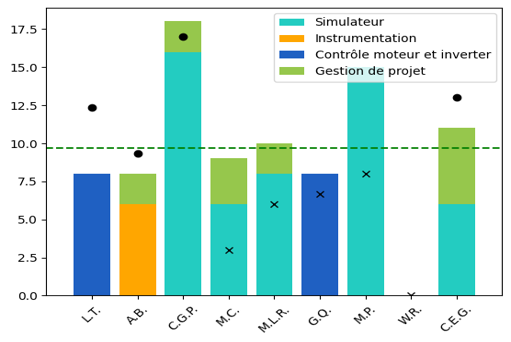 17.5
15.0
12.5
10.0
7.5
5.0
2.5
0.0
Simulateur
Instrumentation
Contrôle moteur et inverter
Gestion de projet
L.T.
A.B.
C.G.P.
M.C.
M.L.R.
G.Q.
M.P.
W.R.
C.E.G.